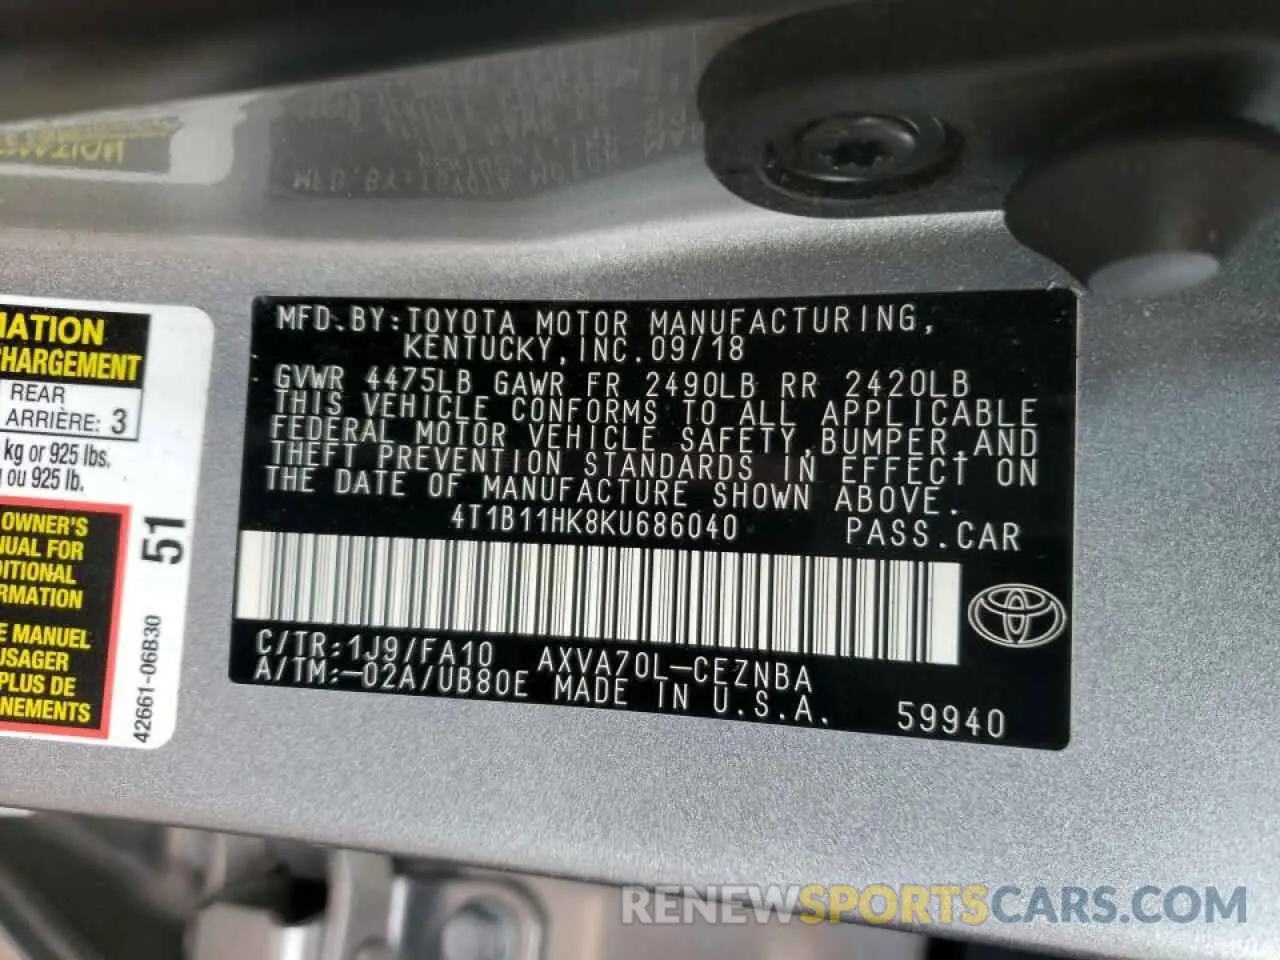 MATION
CHARGEMENT
REAR
ARRIÈRE: 3
kg or 925 lbs.
ou 925 lb.
OWNER'S
NUAL FOR
DITIONAL
RMATION
E MANUEL
USAGER
PLUS DE
NEMENTS
51
42661-06B30
MFD.BY:TOYOTA MOTOR MANUFACTURING,
KENTUCKY,INC.09/18
GVWR 4475LB GAWR FR 2490LB RR 2420LB
THIS VEHICLE CONFORMS TO ALL APPLICABLE
FEDERAL MOTOR VEHICLE SAFETY,BUMPER,AND
THEFT PREVENTION STANDARDS IN EFFECT ON
THE DATE OF MANUFACTURE SHOWN ABOVE.
4T1B11HK8KU686040 PASS.CAR
C/TR:1J9/FA10 AXVA70L-CEZNBA
A/TM:-02A/UB80E MADE IN U.S.A. 59940
RENEWSPORTSCARS.COM